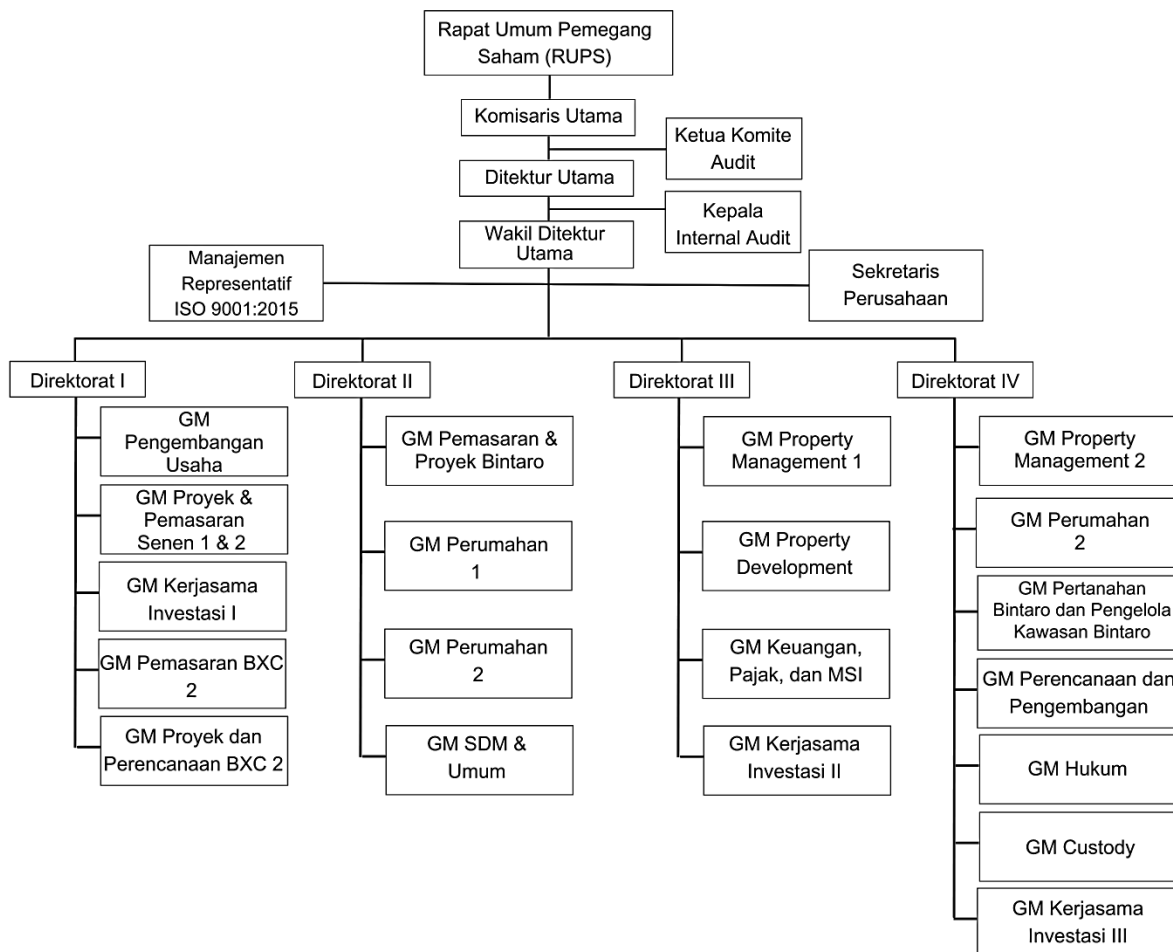 Rapat Umum Pemegang
Saham (RUPS)
Komisaris Utama
Ketua Komite
Audit
Ditektur Utama
Kepala
Internal Audit
Wakil Ditektur
Utama
Manajemen
Representatif
ISO 9001:2015
Sekretaris
Perusahaan
Direktorat I
GM
Pengembangan
Usaha
GM Proyek &
Pemasaran
Senen 1 & 2
GM Kerjasama
Investasi I
GM Pemasaran BXC
2
GM Proyek dan
Perencanaan BXC 2
Direktorat II
GM Pemasaran &
Proyek Bintaro
GM Perumahan
1
GM Perumahan
2
GM SDM &
Umum
Direktorat III
GM Property
Management 1
GM Property
Development
GM Keuangan,
Pajak, dan MSI
GM Kerjasama
Investasi II
Direktorat IV
GM Property
Management 2
GM Perumahan
2
GM Pertanahan
Bintaro dan Pengelola
Kawasan Bintaro
GM Perencanaan dan
Pengembangan
GM Hukum
GM Custody
GM Kerjasama
Investasi III